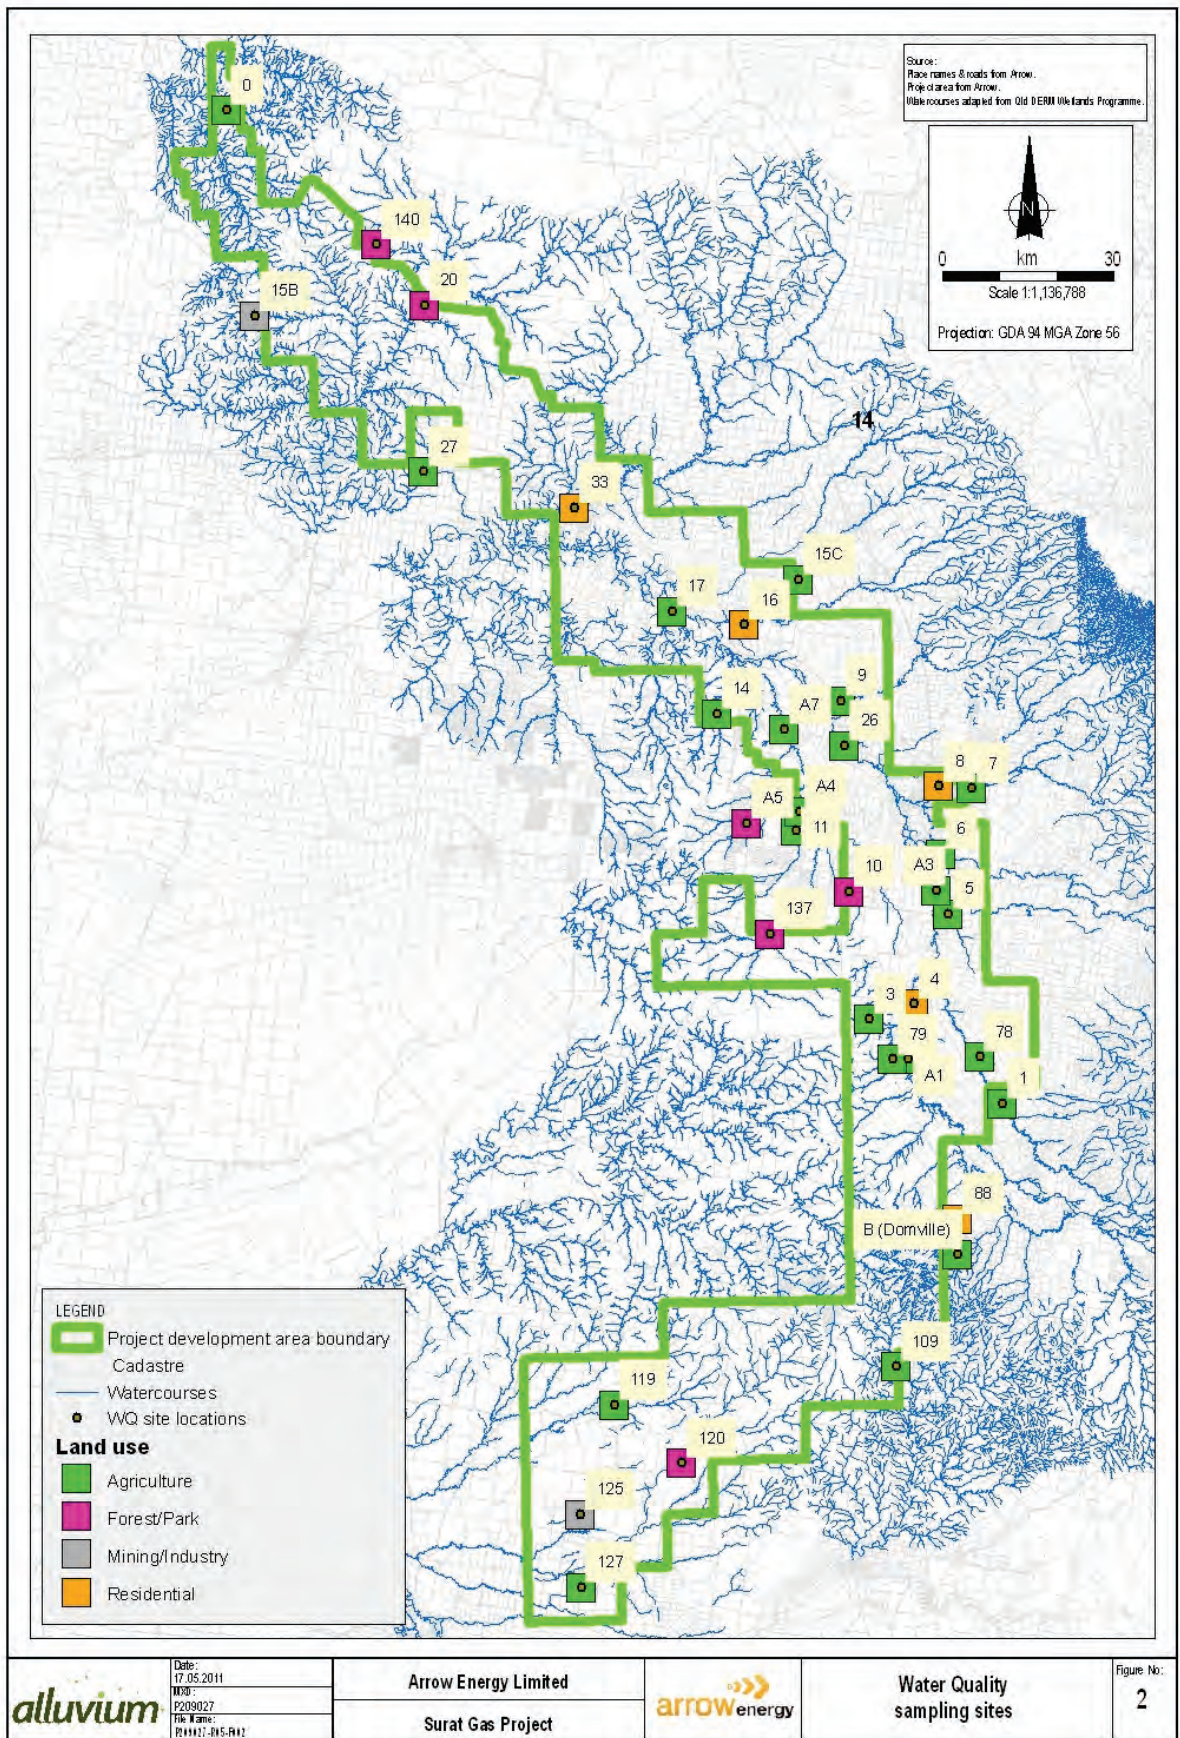 Source:
Place names & roads from Arrow.
Project area from Arrow.
Watercourses adapted from Qld DERM Wetlands Programme.
N
0 km 30
Scale 1:1,136,788
Projection: GDA 94 MGA Zone 56
0
140
20
15B
14
27
33
15C
17
16
9
14
A7
26
8
7
A5
A4
11
6
A3
10
5
137
4
3
79
78
A1
1
88
B (Domville)
109
119
120
125
127
LEGEND
Project development area boundary
Cadastre
Watercourses
WQ site locations
Land use
Agriculture
Forest/Park
Mining/Industry
Residential
alluvium
Date:
17.05.2011
MXD:
P209027
File Name:
Arrow Energy Limited
Surat Gas Project
arrowenergy
Water Quality
sampling sites
Figure No:
2